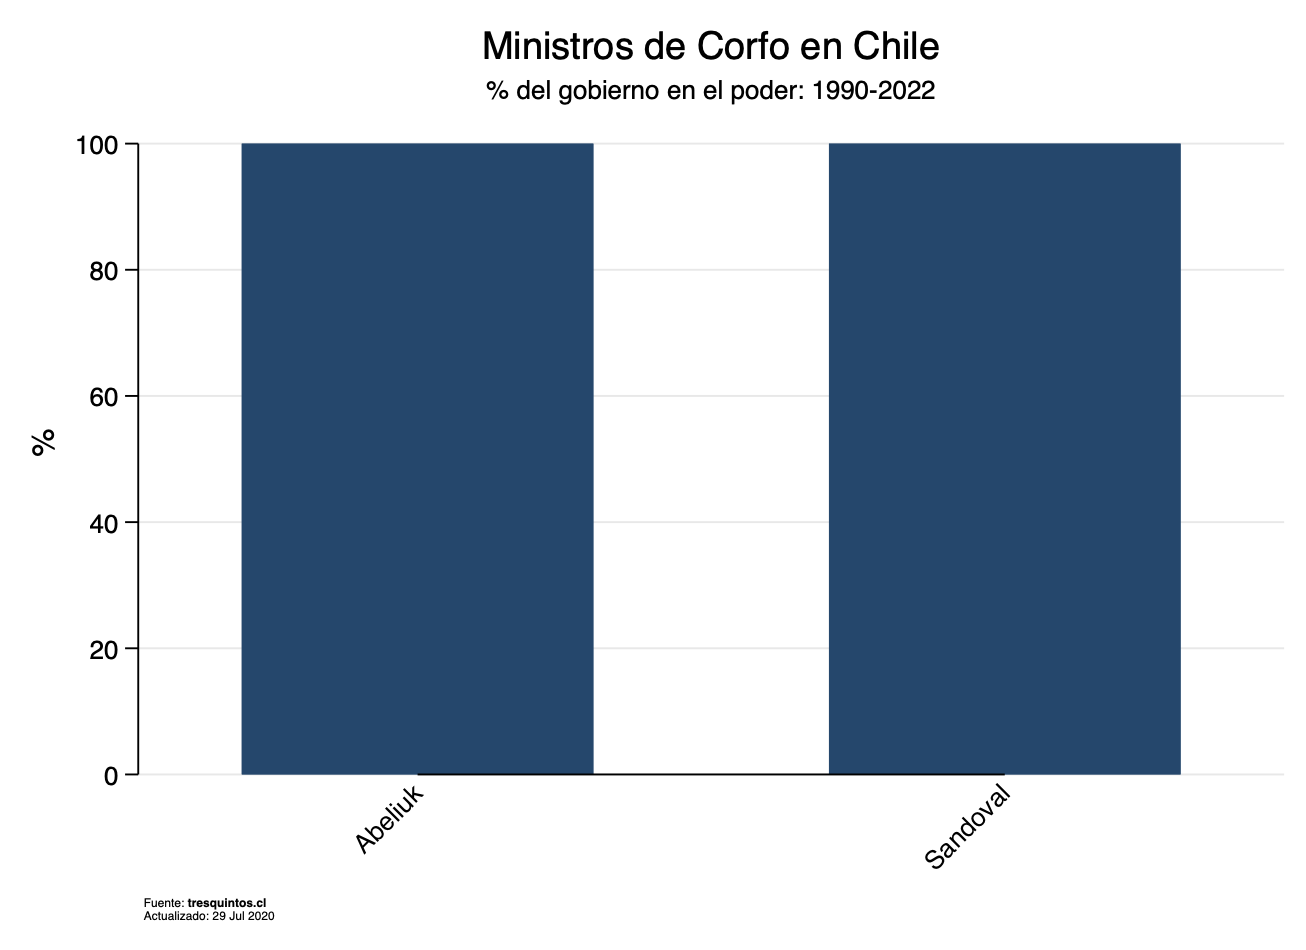 Ministros de Corfo en Chile
% del gobierno en el poder: 1990-2022
100
80
60
40
20
0
%
Abeliuk
Sandoval
Fuente: tresquintos.cl
Actualizado: 29 Jul 2020